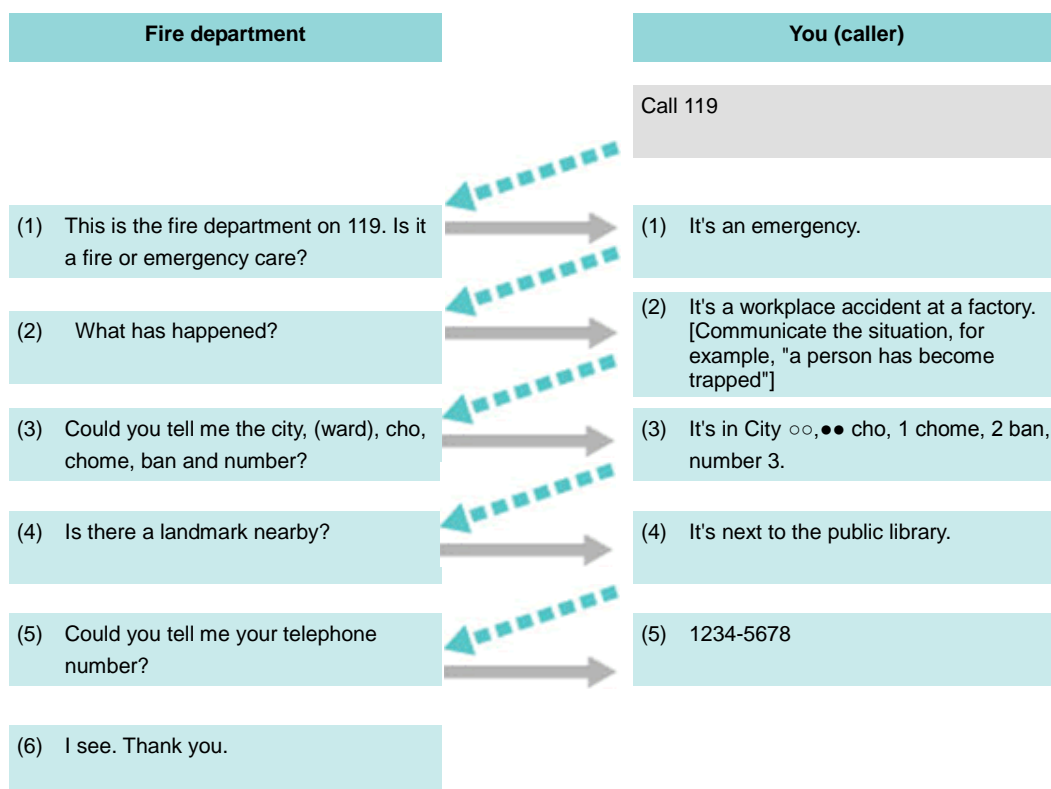 Fire department
You (caller)
Call 119
(1) This is the fire department on 119. Is it
a fire or emergency care?
(1) It's an emergency.
(2) What has happened?
(2) It's a workplace accident at a factory.
[Communicate the situation, for
example, "a person has become
trapped"]
(3) Could you tell me the city, (ward), cho,
chome, ban and number?
(3) It's in City ○○,●● cho, 1 chome, 2 ban,
number 3.
(4) Is there a landmark nearby?
(4) It's next to the public library.
(5) Could you tell me your telephone
number?
(5) 1234-5678
(6) I see. Thank you.